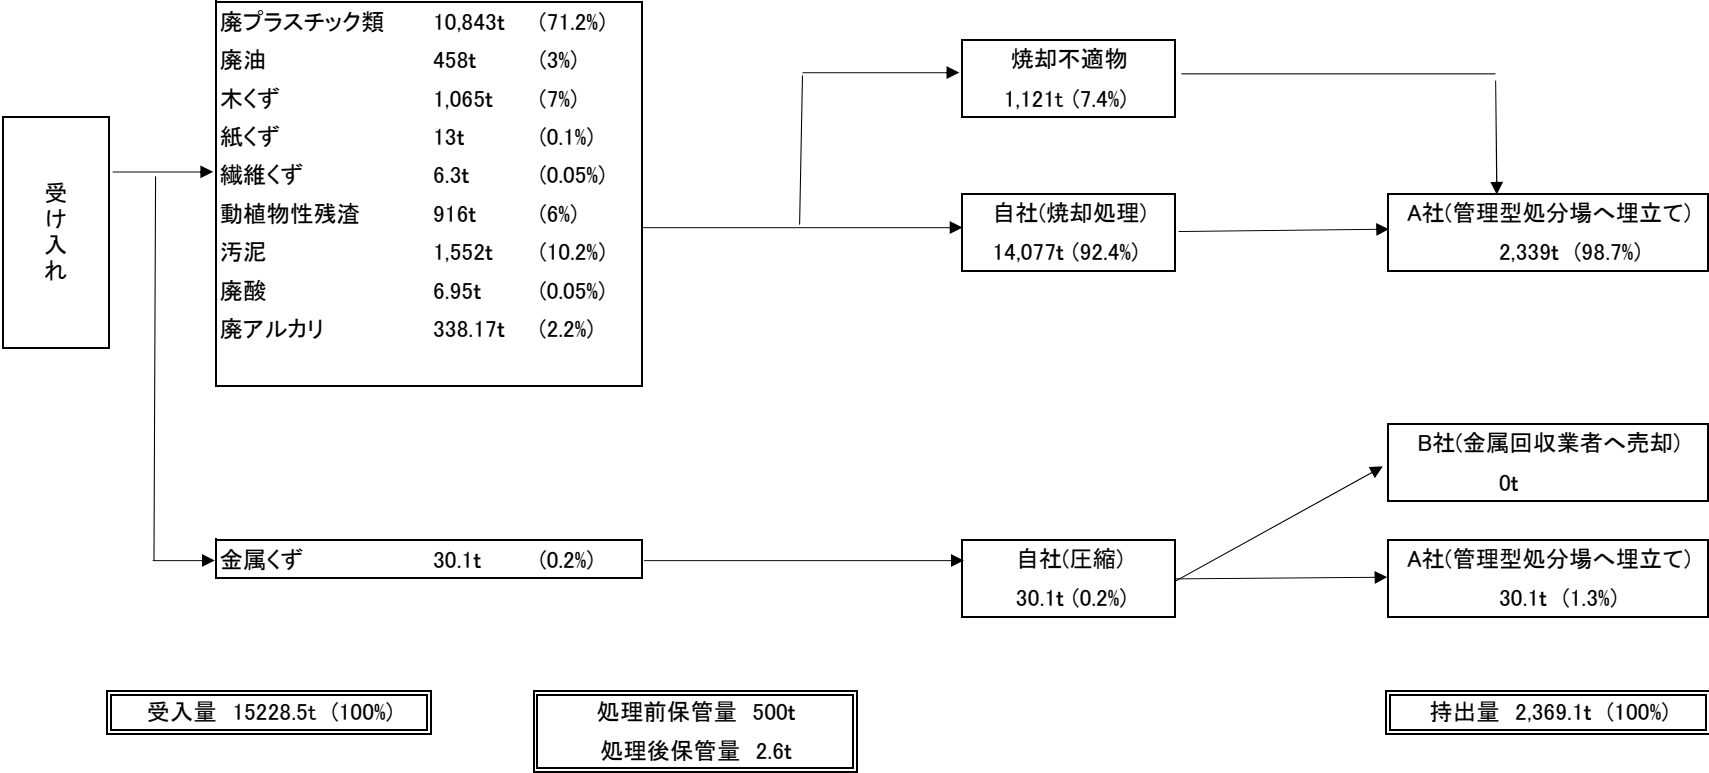 受け入れ
廃プラスチック類 10,843t (71.2%)
廃油 458t (3%)
木くず 1,065t (7%)
紙くず 13t (0.1%)
繊維くず 6.3t (0.05%)
動植物性残渣 916t (6%)
汚泥 1,552t (10.2%)
廃酸 6.95t (0.05%)
廃アルカリ 338.17t (2.2%)
焼却不適物
1,121t (7.4%)
自社(焼却処理)
14,077t (92.4%)
A社(管理型処分場へ埋立て)
2,339t (98.7%)
金属くず 30.1t (0.2%)
自社(圧縮)
30.1t (0.2%)
B社(金属回収業者へ売却)
0t
A社(管理型処分場へ埋立て)
30.1t (1.3%)
受入量 15228.5t (100%)
処理前保管量 500t
処理後保管量 2.6t
持出量 2,369.1t (100%)